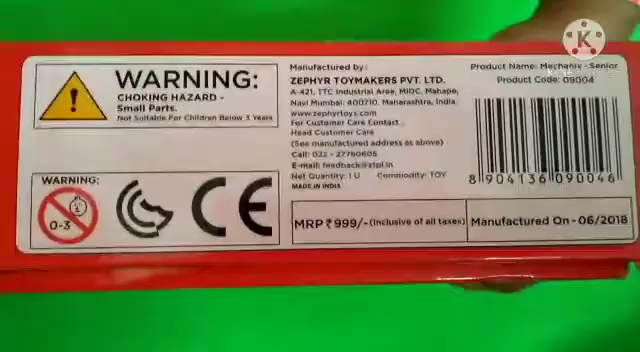 WARNING:
CHOKING HAZARD -
Small Parts.
Not Suitable For Children Below 3 Years
WARNING:
0-3
CE
Manufactured by:
ZEPHYR TOYMAKERS PVT. LTD.
A-421, TTC Industrial Area, MIDC, Mahape,
Navi Mumbai. 400710. Maharashtra, India.
www.zephyrtoys.com
For Customer Care Contact
Head Customer Care
(See manufactured address as above)
Call: 022 - 27780606
E-mail: feedback@ztpl.in
Net Quantity: 1 U Commodity: TOY
MADE IN INDIA
Product Name: Mechanix - Senior
Product Code: 09004
8 904136 090046
MRP ₹ 999/- (Inclusive of all taxes)
Manufactured On - 06/2018
K